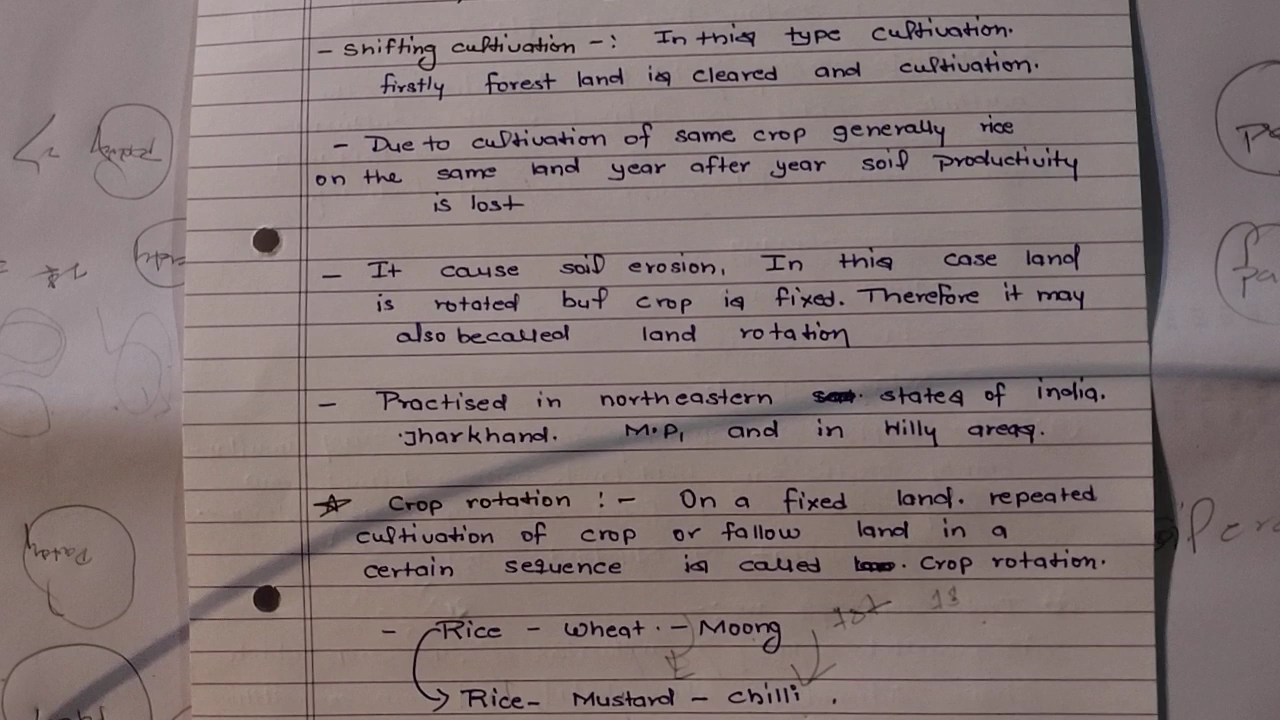 - Shifting cultivation -: In this type cultivation.
firstly forest land is cleared and cultivation.
- Due to cultivation of same crop generally rice
on the same land year after year soil productivity
is lost
- It cause soil erosion, In this case land
is rotated but crop is fixed. Therefore it may
also becalled land rotation
- Practised in northeastern states of india.
Jharkhand. M.P, and in Hilly areas.
☆ Crop rotation :- On a fixed land. repeated
cultivation of crop or fallow land in a
certain sequence is called Crop rotation.
- Rice - Wheat. - Moong
Rice- Mustard - Chilli.